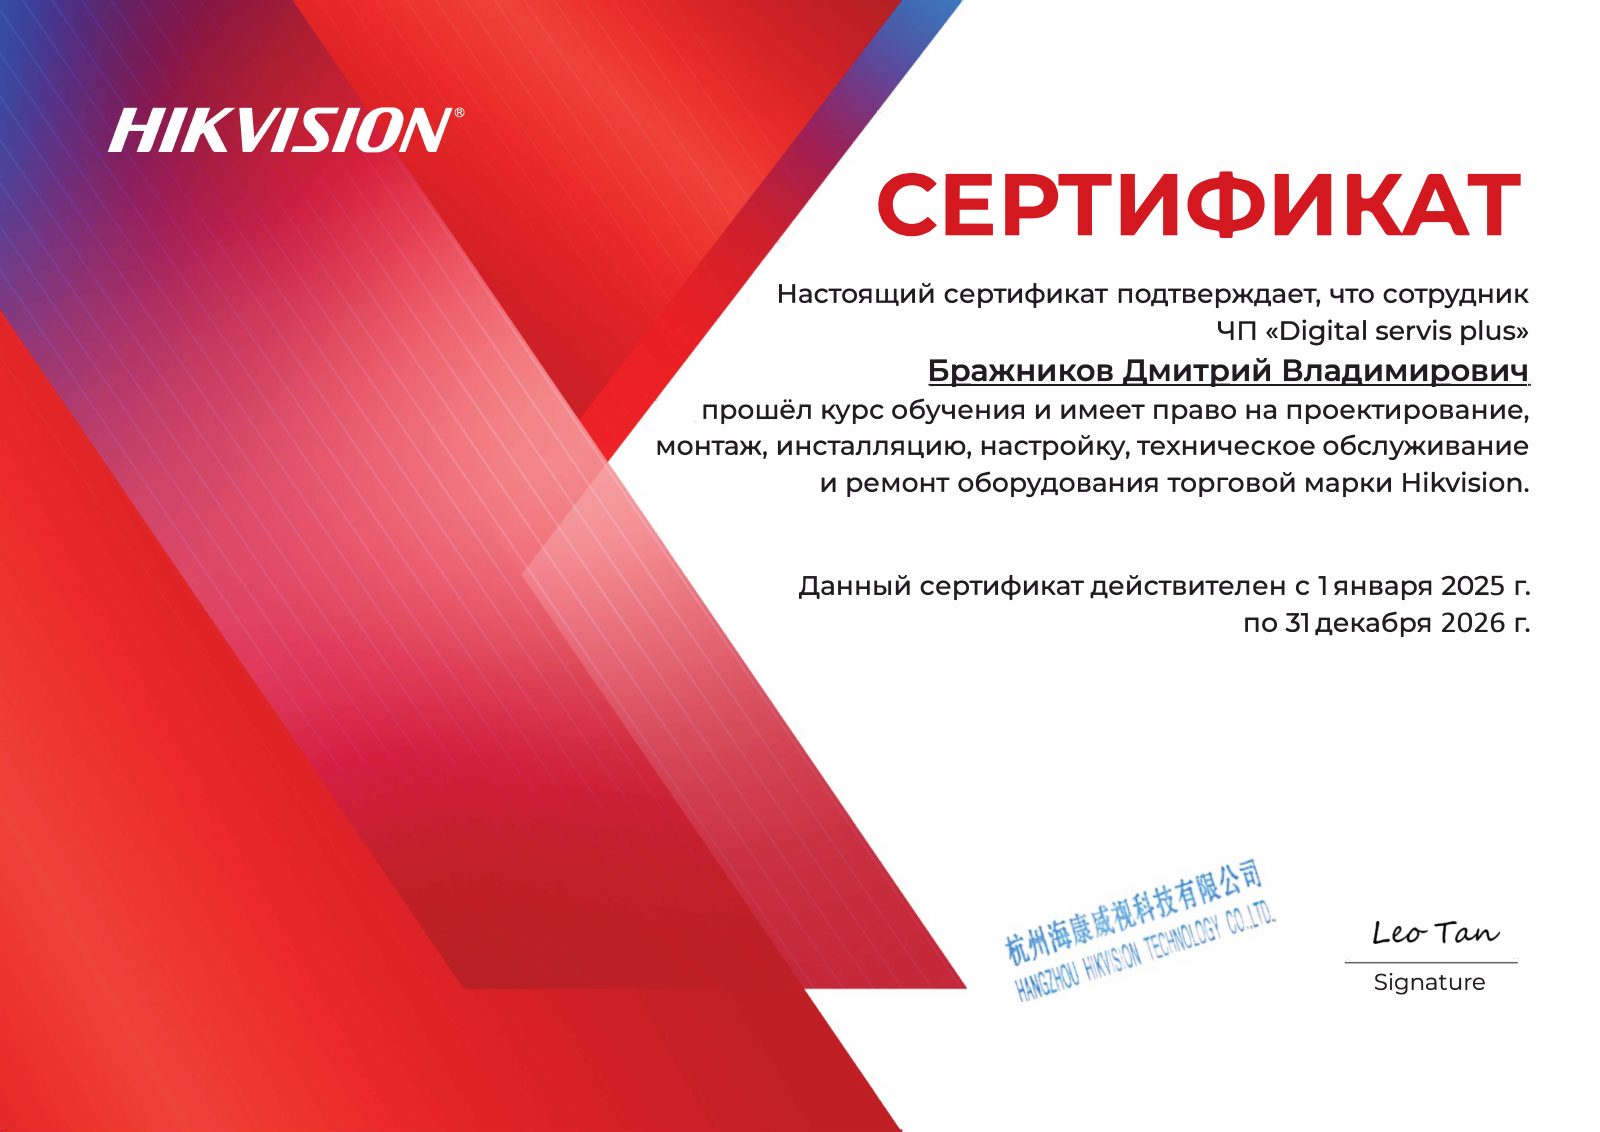 HIKVISION®
СЕРТИФИКАТ
Настоящий сертификат подтверждает, что сотрудник
ЧП «Digital servis plus»
Бражников Дмитрий Владимирович
прошёл курс обучения и имеет право на проектирование,
монтаж, инсталляцию, настройку, техническое обслуживание
и ремонт оборудования торговой марки Hikvision.
Данный сертификат действителен с 1 января 2025 г.
по 31 декабря 2026 г.
杭州海康威视科技有限公司
HANGZHOU HIKVISION TECHNOLOGY CO.,LTD.
Leo Tan
Signature